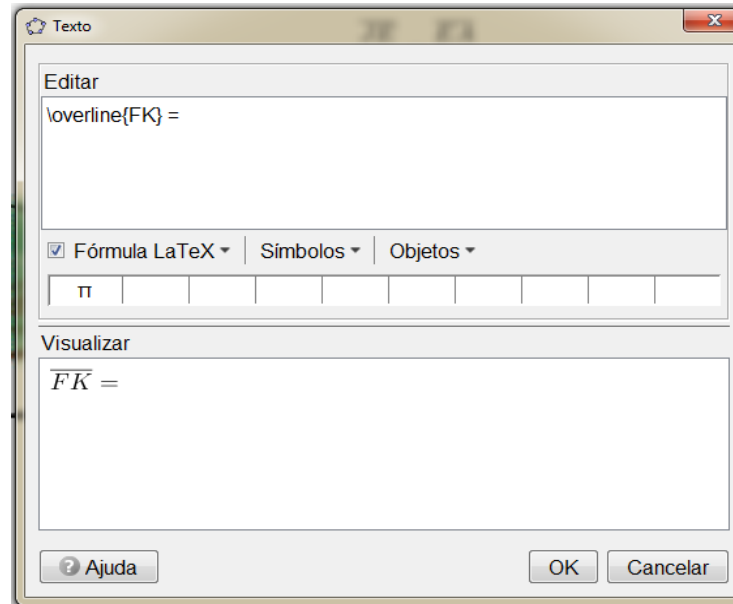 Texto
Editar
\overline{FK} =
Fórmula LaTeX Símbolos Objetos
π
Visualizar
FK =
? Ajuda OK Cancelar